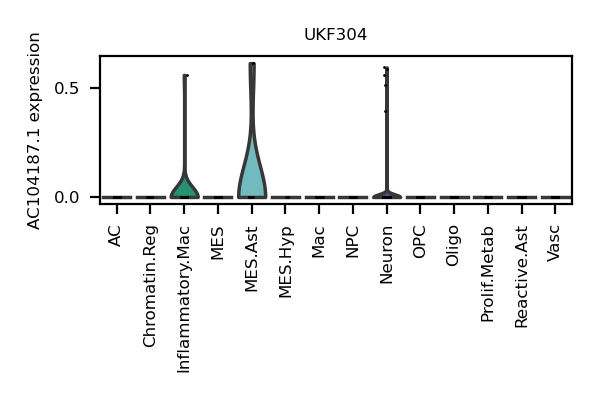 UKF304
AC104187.1 expression
0.5
0.0
AC
Chromatin.Reg
Inflammatory.Mac
MES
MES.Ast
MES.Hyp
Mac
NPC
Neuron
OPC
Oligo
Prolif.Metab
Reactive.Ast
Vasc